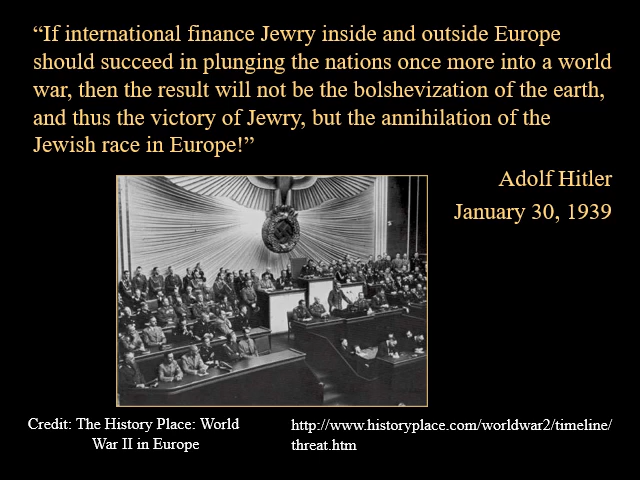 “If international finance Jewry inside and outside Europe
should succeed in plunging the nations once more into a world
war, then the result will not be the bolshevization of the earth,
and thus the victory of Jewry, but the annihilation of the
Jewish race in Europe!”
Adolf Hitler
January 30, 1939
Credit: The History Place: World
War II in Europe
http://www.historyplace.com/worldwar2/timeline/
threat.htm